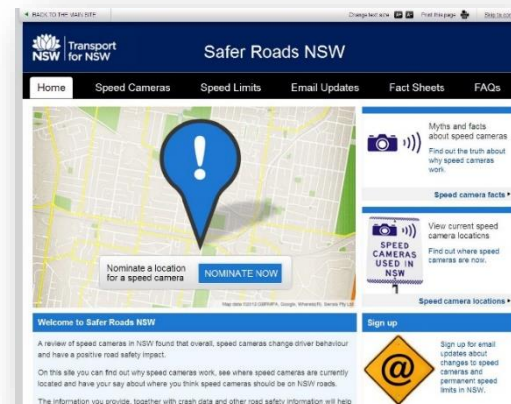 BACK TO THE MAIN SITE
Change text size
Print this page
NSW
Transport
for NSW
Safer Roads NSW
Home Speed Cameras Speed Limits Email Updates Fact Sheets FAQs
!
Nominate a location
for a speed camera
NOMINATE NOW
Myths and facts
about speed cameras
Find out the truth about
why speed cameras
work.
Speed camera facts
SPEED
CAMERAS
USED IN
NSW
View current speed
camera locations
Find out where speed
cameras are now.
Speed camera locations
Welcome to Safer Roads NSW
A review of speed cameras in NSW found that overall, speed cameras change driver behaviour
and have a positive road safety impact.
On this site you can find out why speed cameras work, see where speed cameras are currently
located and have your say about where you think speed cameras should be on NSW roads.
The information you provide, together with crash data and other road safety information will help
Sign up
@
Sign up for email
updates about
changes to speed
cameras and
permanent speed
limits in NSW.